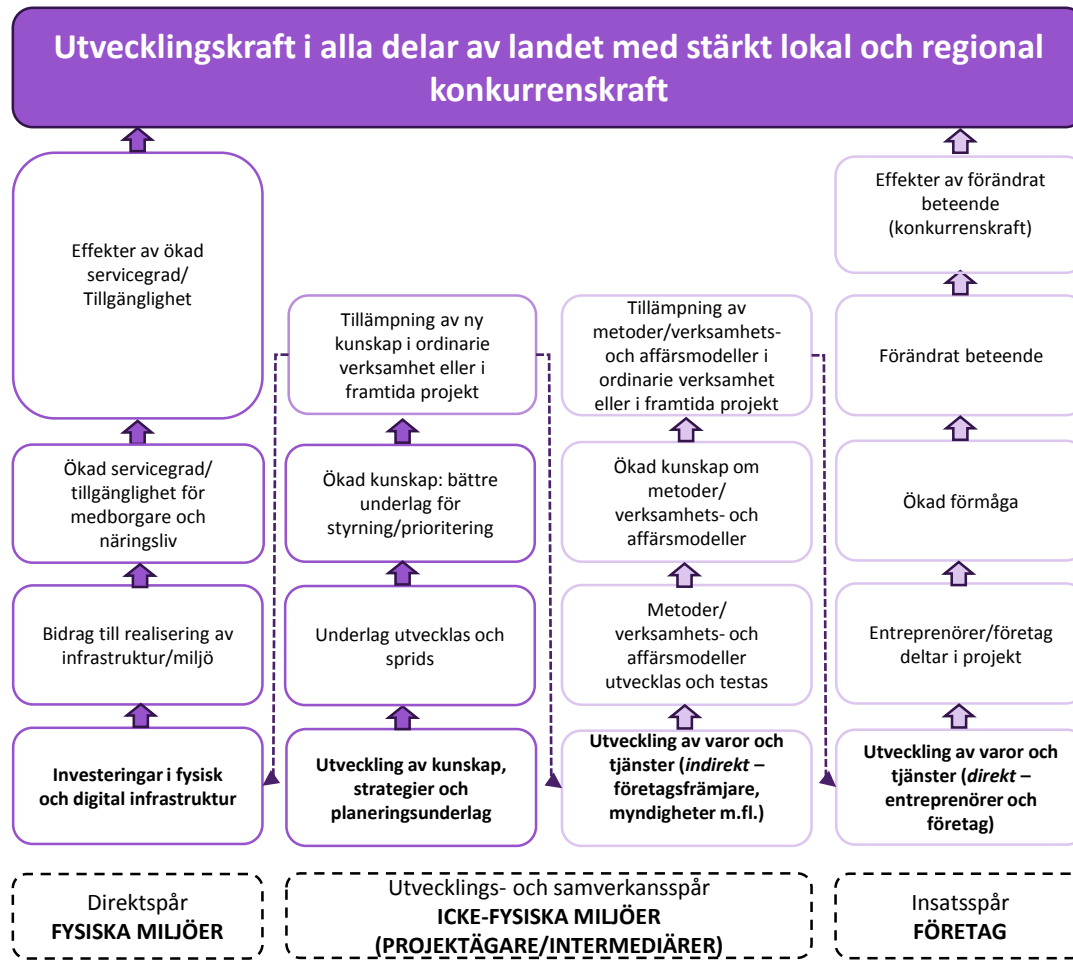 Utvecklingskraft i alla delar av landet med stärkt lokal och regional
konkurrenskraft
Effekter av ökad
servicegrad/
Tillgänglighet
Ökad servicegrad/
tillgänglighet för
medborgare och
näringsliv
Bidrag till realisering av
infrastruktur/miljö
Investeringar i fysisk
och digital infrastruktur
Tillämpning av ny
kunskap i ordinarie
verksamhet eller i
framtida projekt
Ökad kunskap: bättre
underlag för
styrning/prioritering
Underlag utvecklas och
sprids
Utveckling av kunskap,
strategier och
planeringsunderlag
Tillämpning av
metoder/verksamhets-
och affärsmodeller i
ordinarie verksamhet
eller i framtida projekt
Ökad kunskap om
metoder/
verksamhets- och
affärsmodeller
Metoder/
verksamhets- och
affärsmodeller
utvecklas och testas
Utveckling av varor och
tjänster (indirekt –
företagsfrämjare,
myndigheter m.fl.)
Effekter av förändrat
beteende
(konkurrenskraft)
Förändrat beteende
Ökad förmåga
Entreprenörer/företag
deltar i projekt
Utveckling av varor och
tjänster (direkt –
entreprenörer och
företag)
Direktspår
FYSISKA MILJÖER
Utvecklings- och samverkansspår
ICKE-FYSISKA MILJÖER
(PROJEKTÄGARE/INTERMEDIÄRER)
Insatsspår
FÖRETAG